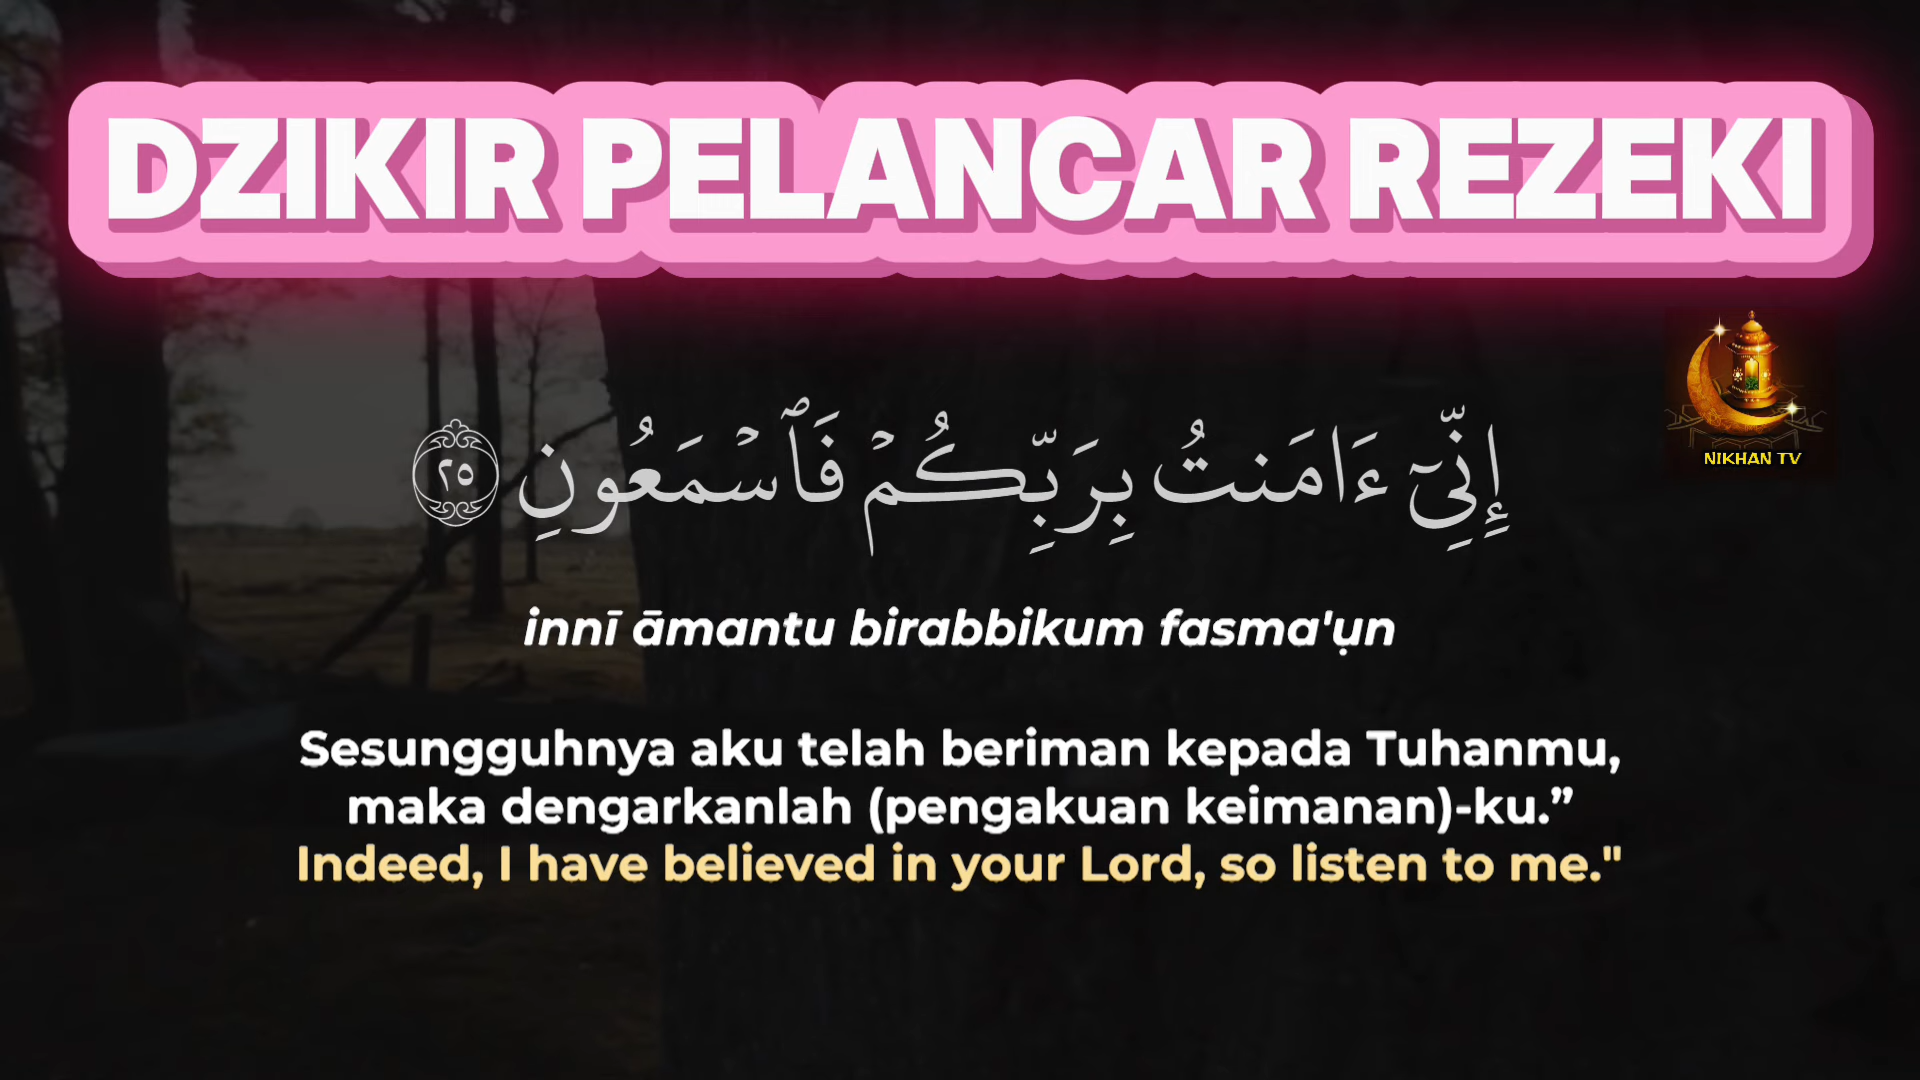 DZIKIR PELANCAR REZEKI
NIKHAN TV
إِنِّىٓ ءَامَنتُ بِرَبِّكُمْ فَٱسْمَعُونِ ٢٥
innī āmantu birabbikum fasma'ụn
Sesungguhnya aku telah beriman kepada Tuhanmu,
maka dengarkanlah (pengakuan keimanan)-ku.”
Indeed, I have believed in your Lord, so listen to me."